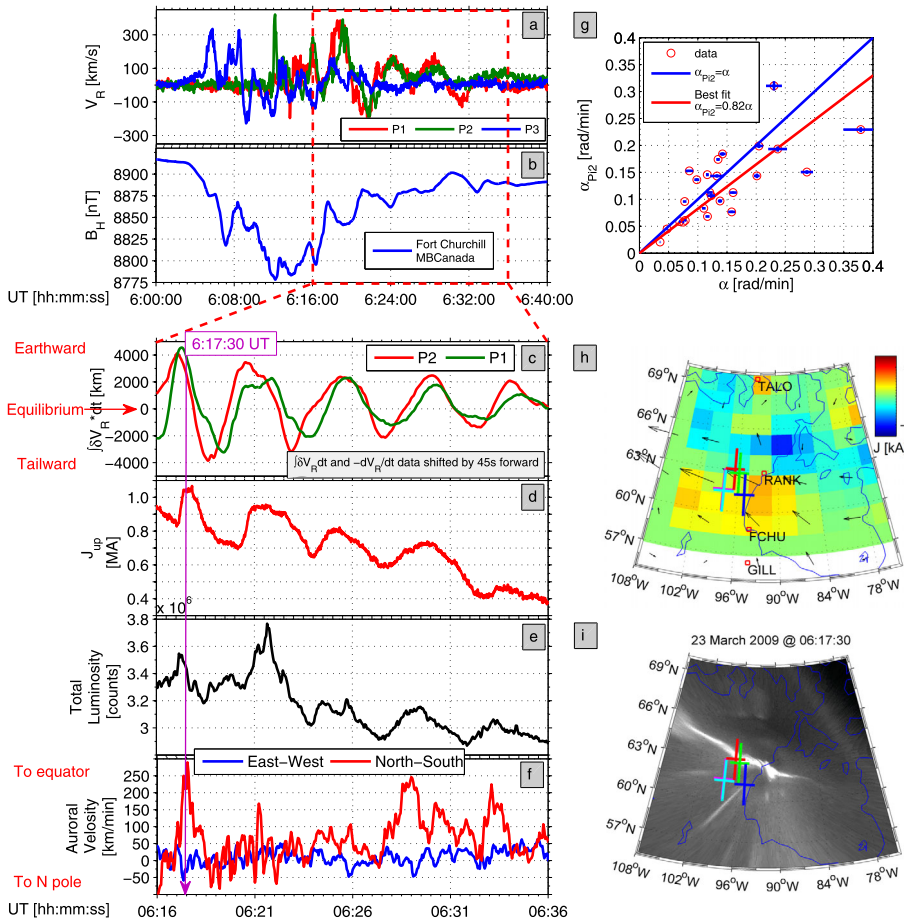 a
300
100
−100
−300
V_R [km/s]
P1
P2
P3
b
8900
8875
8850
8825
8800
8775
B_H [nT]
Fort Churchill
MBCanada
UT [hh:mm:ss]
6:00:00
6:08:00
6:16:00
6:24:00
6:32:00
6:40:00
6:17:30 UT
Earthward
Equilibrium
Tailward
c
4000
2000
0
−2000
−4000
∫δV_R*dt [km]
P2
P1
∫δV_Rdt and −dV_R/dt data shifted by 45s forward
d
1.0
0.8
0.6
0.4
J_up
[MA]
x 10^6
e
3.8
3.6
3.4
3.2
3
Total
Luminosity
[counts]
East−West
North−South
f
To equator
To N pole
250
200
150
100
50
0
−50
Auroral
Velosity
[km/min]
UT [hh:mm:ss]
06:16
06:21
06:26
06:31
06:36
g
0.4
0.35
0.3
0.25
0.2
0.15
0.1
0.05
0
α_Pi2 [rad/min]
data
α_Pi2=α
Best fit
α_Pi2=0.82α
0
0.05
0.1
0.15
0.2
0.25
0.3
0.35
0.4
α [rad/min]
h
69°N
66°N
63°N
60°N
57°N
TALO
RANK
FCHU
GILL
108°W
102°W
96°W
90°W
84°W
78°W
J [kA
i
23 March 2009 @ 06:17:30
69°N
66°N
63°N
60°N
57°N
108°W
102°W
96°W
90°W
84°W
78°W